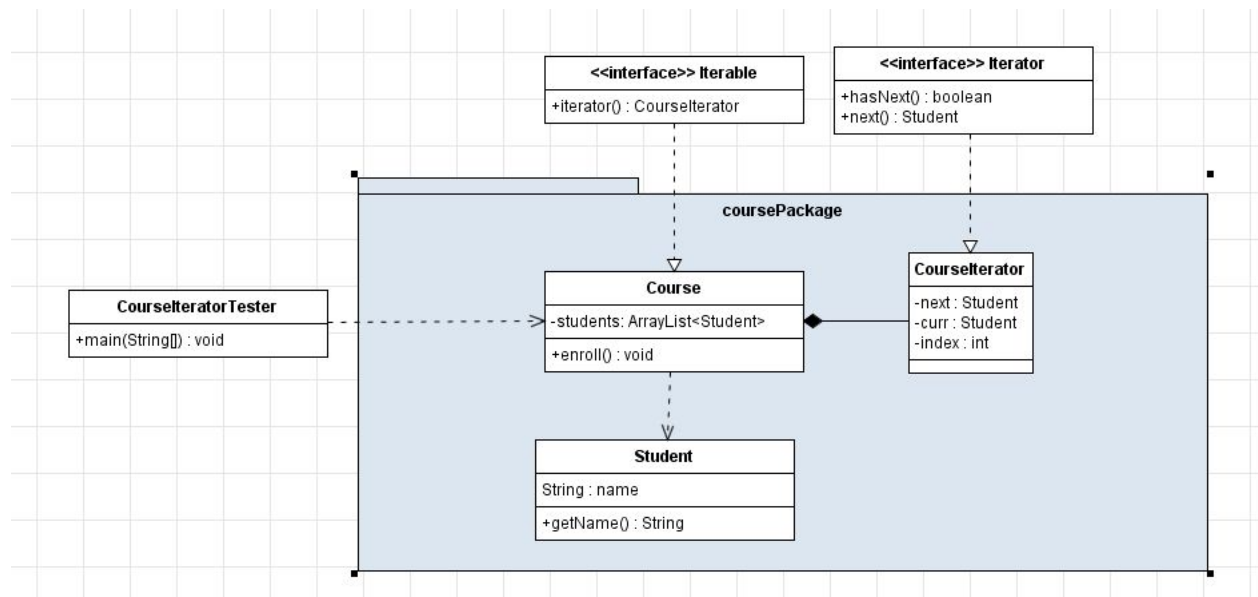 <<interface>> Iterable
+iterator() : CourseIterator
<<interface>> Iterator
+hasNext() : boolean
+next() : Student
coursePackage
CourseIteratorTester
+main(String[]) : void
Course
-students: ArrayList<Student>
+enroll() : void
CourseIterator
-next : Student
-curr : Student
-index : int
Student
String : name
+getName() : String